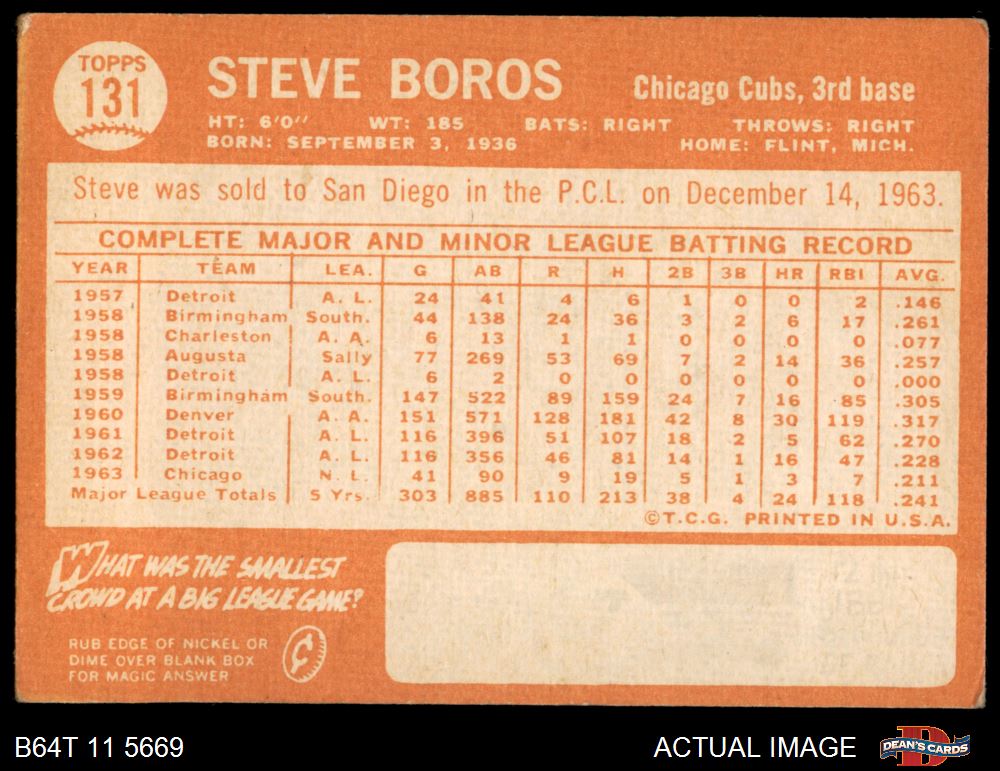 TOPPS
131
STEVE BOROS
Chicago Cubs, 3rd base
HT: 6'0" WT: 185 BATS: RIGHT THROWS: RIGHT
BORN: SEPTEMBER 3, 1936 HOME: FLINT, MICH.
Steve was sold to San Diego in the P.C.L. on December 14, 1963.
COMPLETE MAJOR AND MINOR LEAGUE BATTING RECORD
YEAR TEAM LEA. G AB R H 2B 3B HR RBI AVG.
1957 Detroit A. L. 24 41 4 6 1 0 0 2 .146
1958 Birmingham South. 44 138 24 36 3 2 6 17 .261
1958 Charleston A. A. 6 13 1 1 0 0 0 0 .077
1958 Augusta Sally 77 269 53 69 7 2 14 36 .257
1958 Detroit A. L. 6 2 0 0 0 0 0 0 .000
1959 Birmingham South. 147 522 89 159 24 7 16 85 .305
1960 Denver A. A. 151 571 128 181 42 8 30 119 .317
1961 Detroit A. L. 116 396 51 107 18 2 5 62 .270
1962 Detroit A. L. 116 356 46 81 14 1 16 47 .228
1963 Chicago N. L. 41 90 9 19 5 1 3 7 .211
Major League Totals 5 Yrs. 303 885 110 213 38 4 24 118 .241
©T.C.G. PRINTED IN U.S.A.
WHAT WAS THE SMALLEST
CROWD AT A BIG LEAGUE GAME?
RUB EDGE OF NICKEL OR
DIME OVER BLANK BOX
FOR MAGIC ANSWER
¢
B64T 11 5669
ACTUAL IMAGE
DEAN'S CARDS